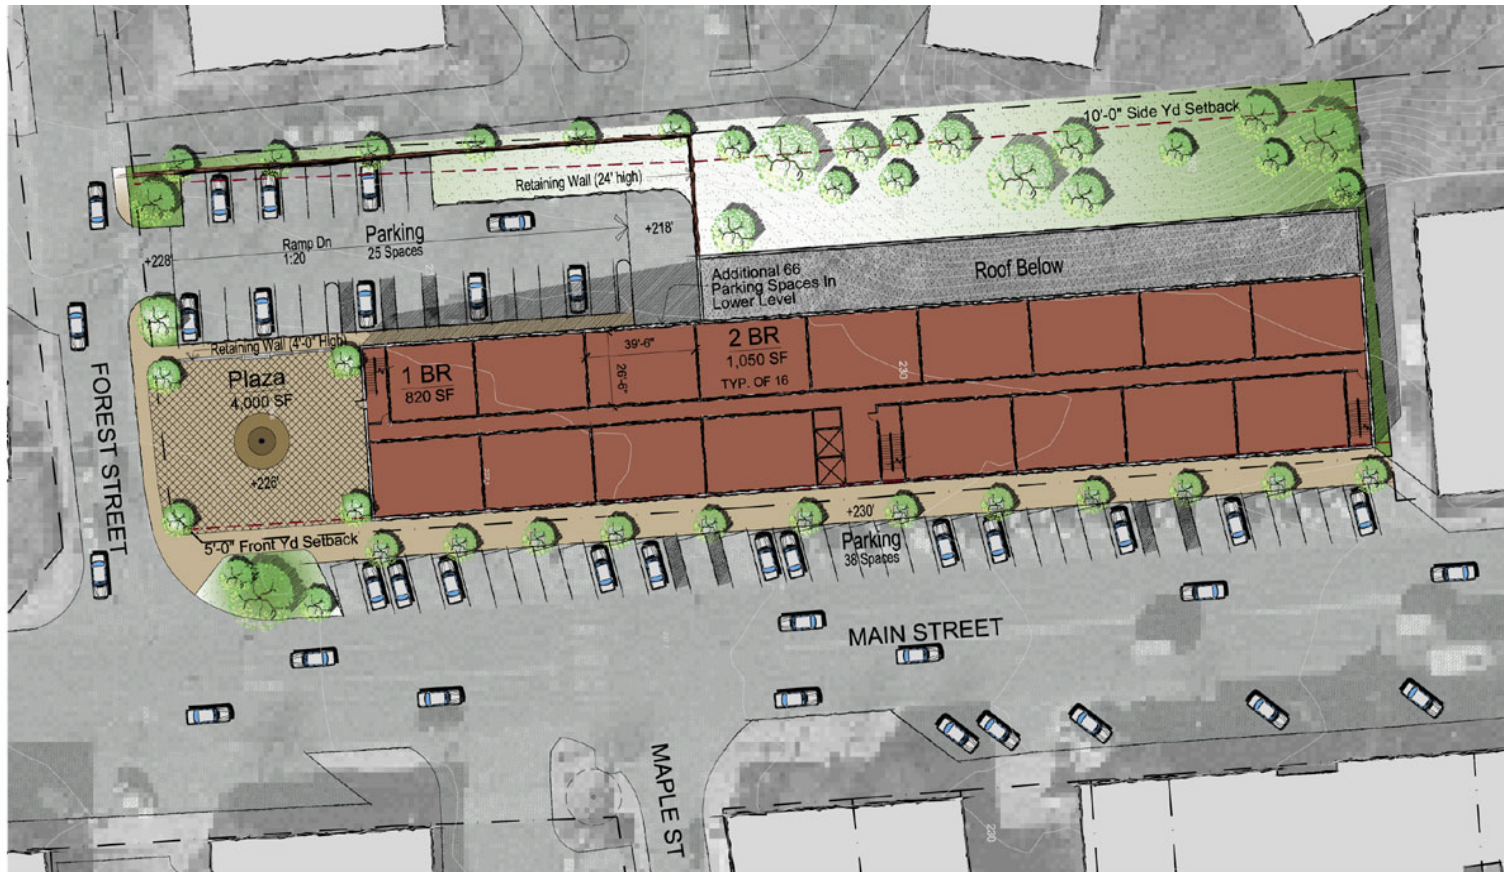 10'-0" Side Yd Setback
Retaining Wall (24' high)
+228'
Ramp Dn
1:20
Parking
25 Spaces
+218'
Additional 66
Parking Spaces In
Lower Level
Roof Below
Retaining Wall (4'-0" High)
Plaza
4,000 SF
+226'
1 BR
820 SF
39'-6"
26'-6"
2 BR
1,050 SF
TYP. OF 16
230
FOREST STREET
5'-0" Front Yd Setback
+230'
Parking
38 Spaces
MAIN STREET
MAPLE ST
230